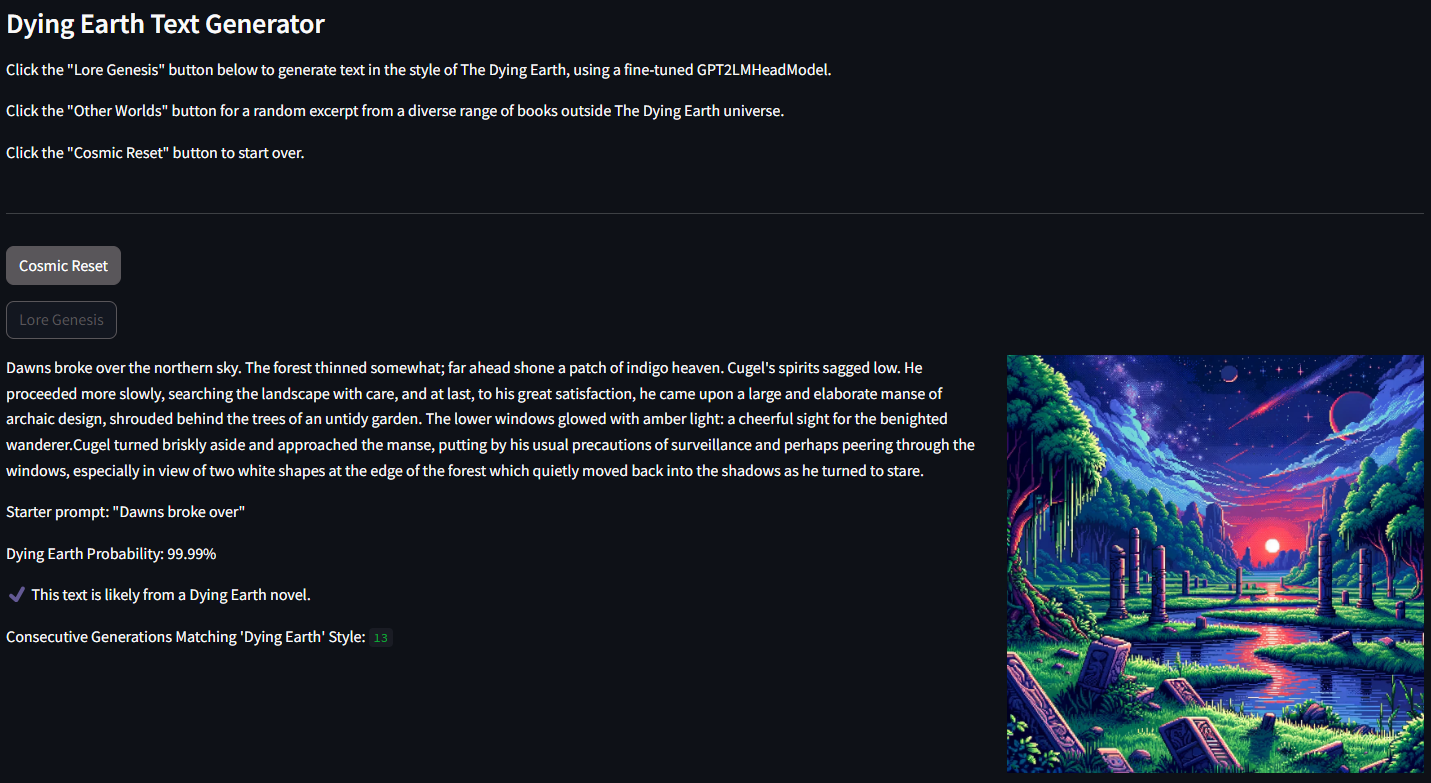 Dying Earth Text Generator
Click the "Lore Genesis" button below to generate text in the style of The Dying Earth, using a fine-tuned GPT2LMHeadModel.
Click the "Other Worlds" button for a random excerpt from a diverse range of books outside The Dying Earth universe.
Click the "Cosmic Reset" button to start over.
Cosmic Reset
Lore Genesis
Dawns broke over the northern sky. The forest thinned somewhat; far ahead shone a patch of indigo heaven. Cugel's spirits sagged low. He
proceeded more slowly, searching the landscape with care, and at last, to his great satisfaction, he came upon a large and elaborate manse of
archaic design, shrouded behind the trees of an untidy garden. The lower windows glowed with amber light: a cheerful sight for the benighted
wanderer.Cugel turned briskly aside and approached the manse, putting by his usual precautions of surveillance and perhaps peering through the
windows, especially in view of two white shapes at the edge of the forest which quietly moved back into the shadows as he turned to stare.
Starter prompt: "Dawns broke over"
Dying Earth Probability: 99.99%
✔ This text is likely from a Dying Earth novel.
Consecutive Generations Matching 'Dying Earth' Style: 13